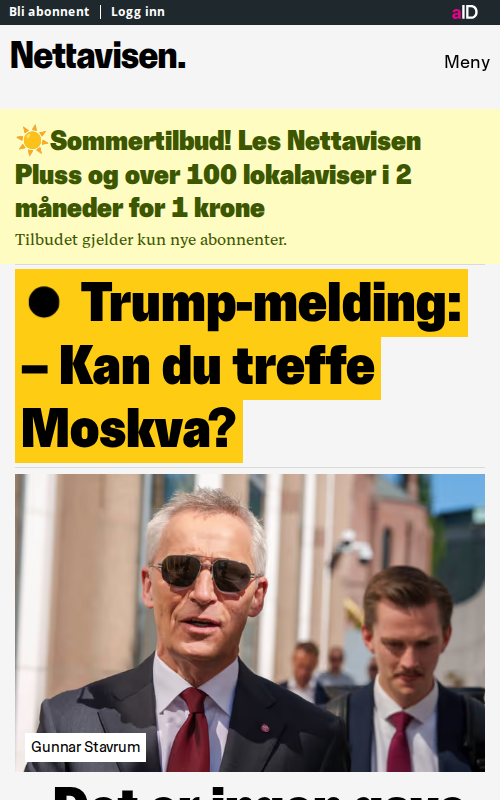 Bli abonnent Logg inn aID
Nettavisen.
Meny
☀️Sommertilbud! Les Nettavisen
Pluss og over 100 lokalaviser i 2
måneder for 1 krone
Tilbudet gjelder kun nye abonnenter.
● Trump-melding:
– Kan du treffe
Moskva?
Gunnar Stavrum